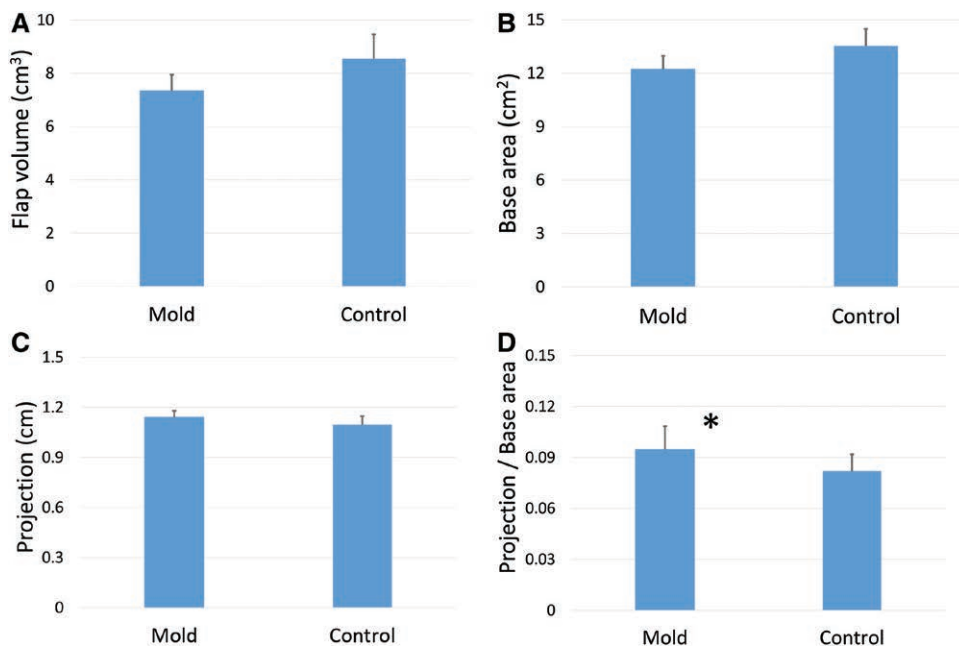 A
Flap volume (cm³)
10
8
6
4
2
0
Mold
Control
B
Base area (cm²)
15
12
9
6
3
0
Mold
Control
C
Projection (cm)
1.5
1.2
0.9
0.6
0.3
0
Mold
Control
D
Projection / Base area
0.15
0.12
0.09
0.06
0.03
0
*
Mold
Control